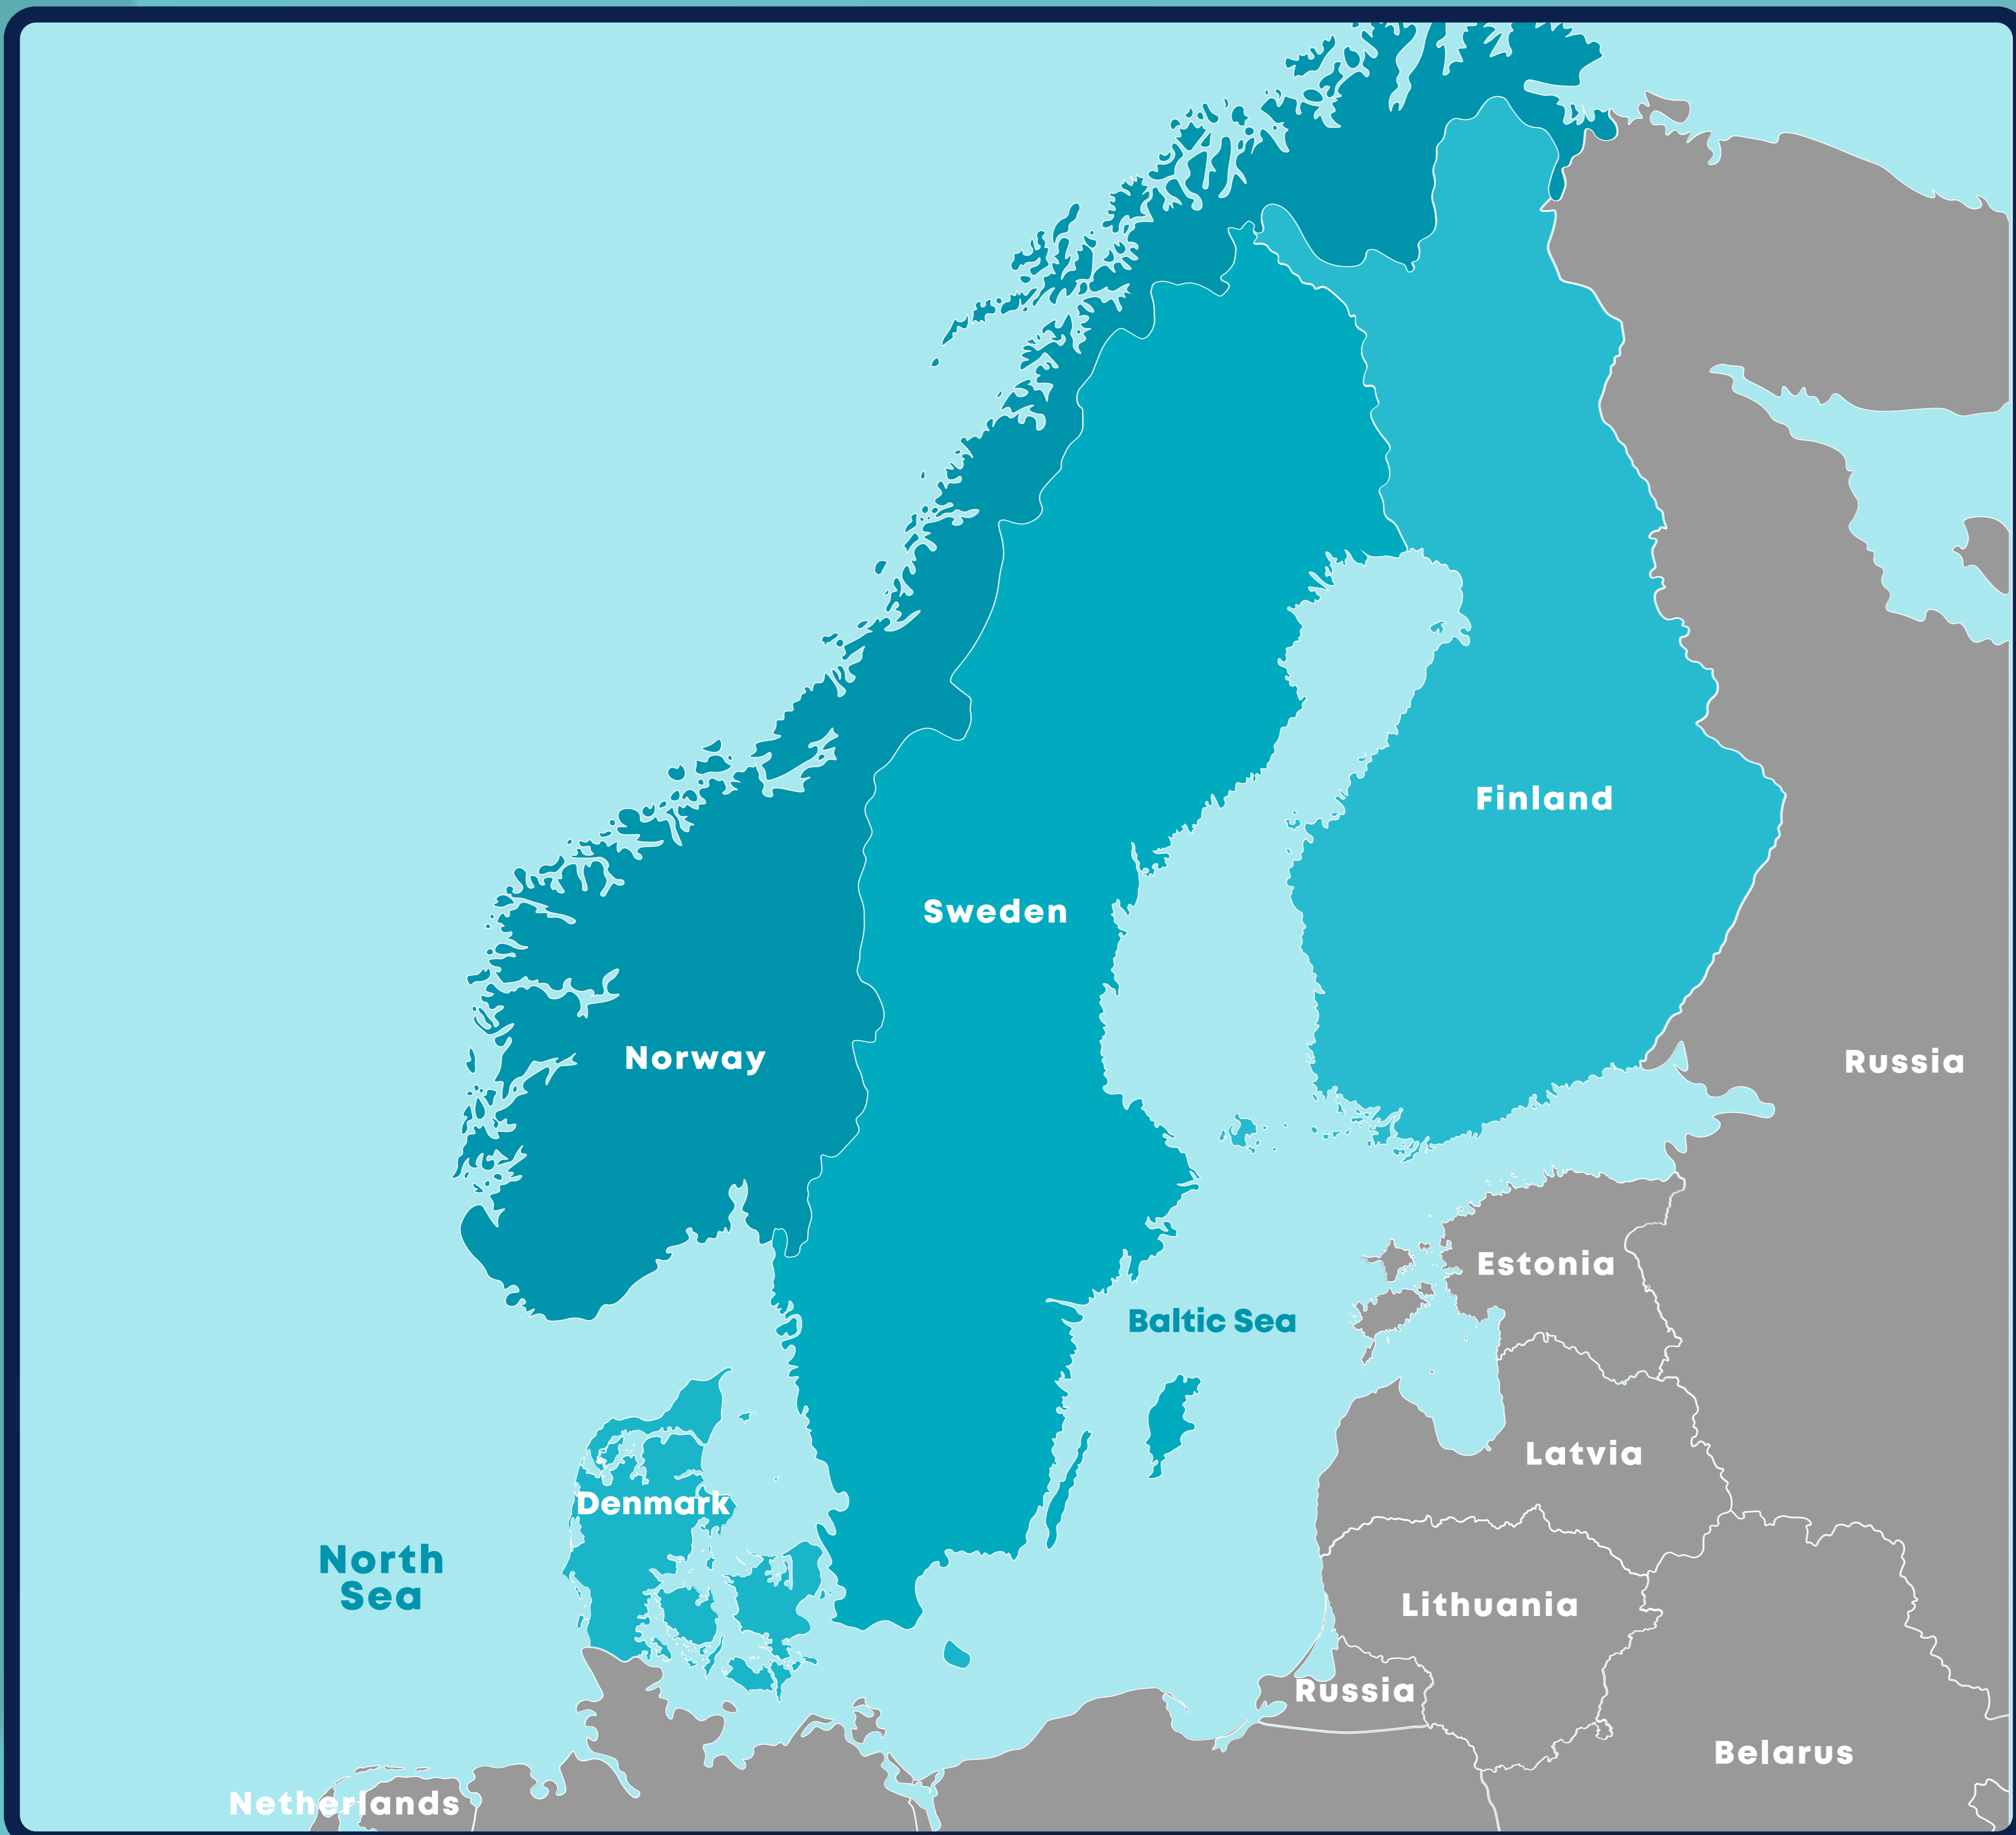 Finland
Sweden
Norway
Russia
Estonia
Baltic Sea
Latvia
Denmark
North
Sea
Lithuania
Russia
Belarus
Netherlands